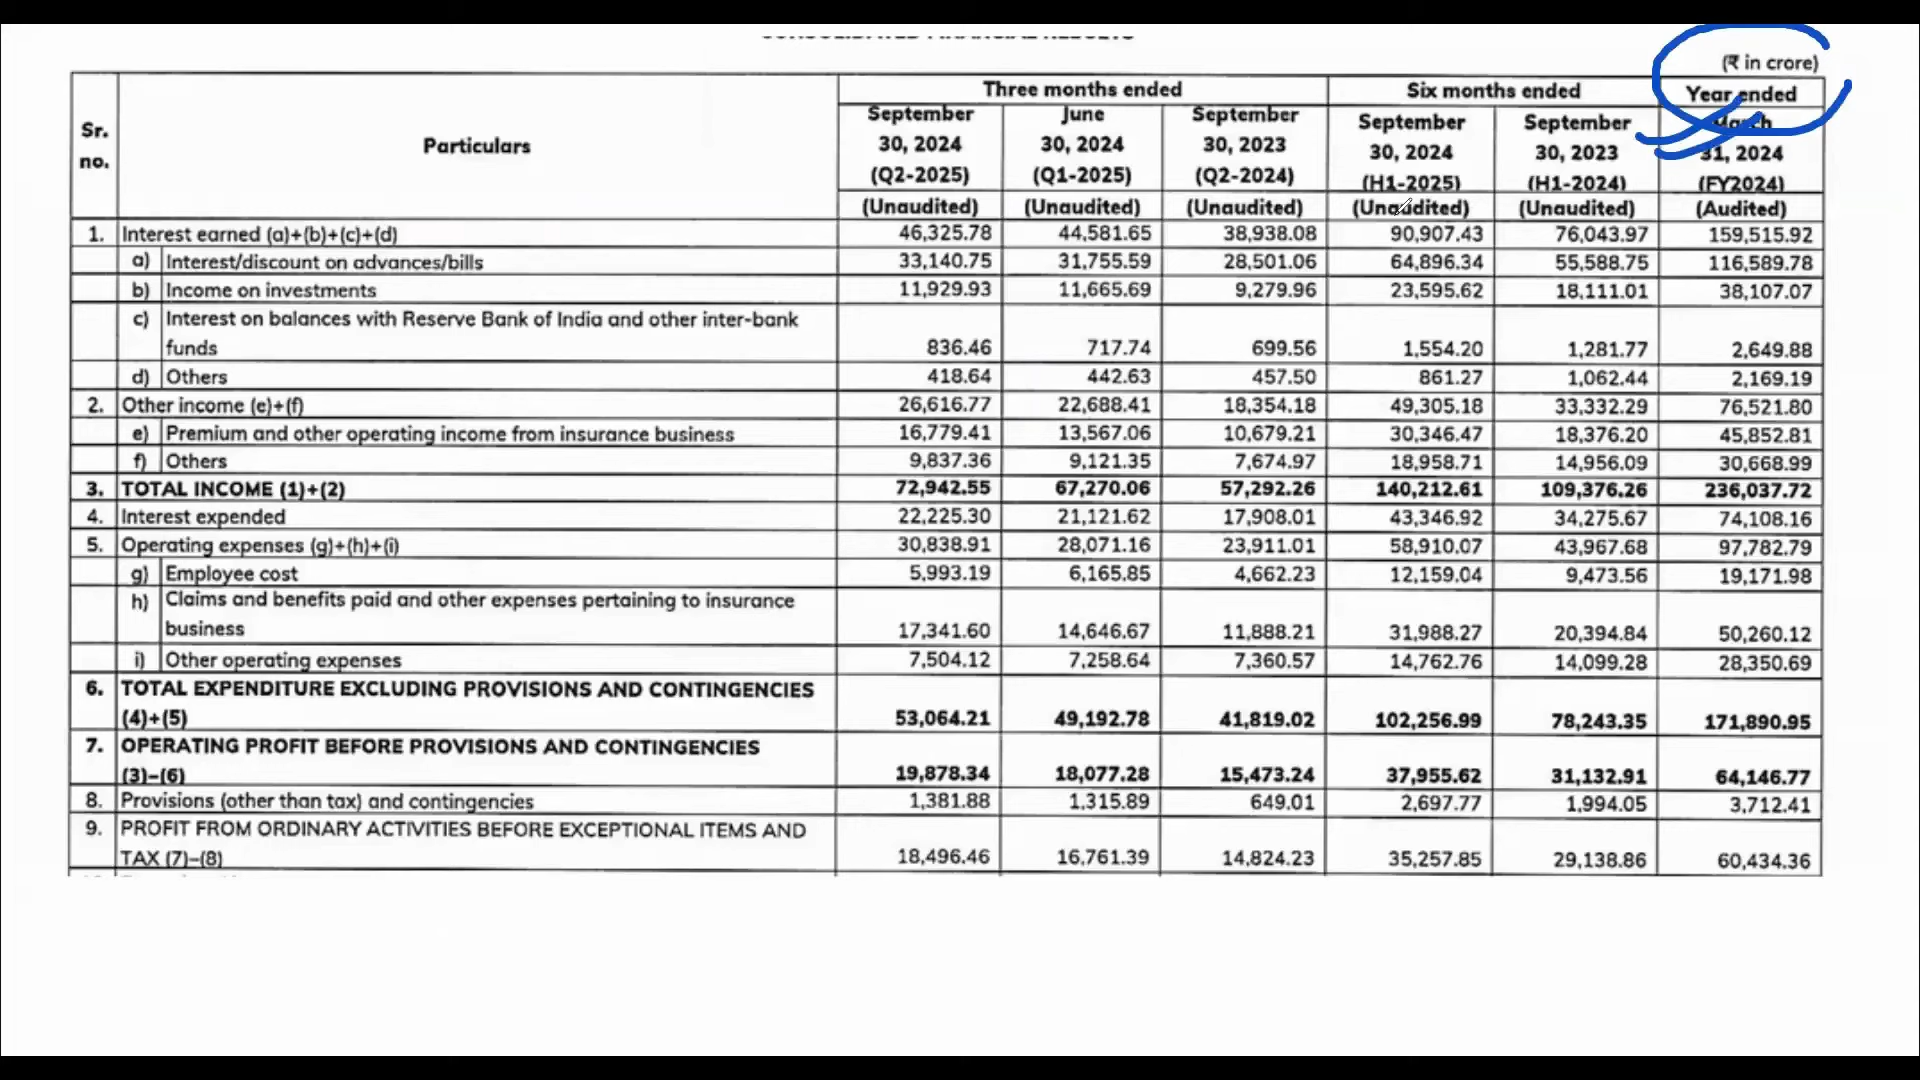 CONSOLIDATED FINANCIAL RESULTS
(₹ in crore)
Sr. no. Particulars Three months ended Six months ended Year ended
September 30, 2024 (Q2-2025) June 30, 2024 (Q1-2025) September 30, 2023 (Q2-2024) September 30, 2024 (H1-2025) September 30, 2023 (H1-2024) March 31, 2024 (FY2024)
(Unaudited) (Unaudited) (Unaudited) (Unaudited) (Unaudited) (Audited)
1. Interest earned (a)+(b)+(c)+(d) 46,325.78 44,581.65 38,938.08 90,907.43 76,043.97 159,515.92
a) Interest/discount on advances/bills 33,140.75 31,755.59 28,501.06 64,896.34 55,588.75 116,589.78
b) Income on investments 11,929.93 11,665.69 9,279.96 23,595.62 18,111.01 38,107.07
c) Interest on balances with Reserve Bank of India and other inter-bank
funds 836.46 717.74 699.56 1,554.20 1,281.77 2,649.88
d) Others 418.64 442.63 457.50 861.27 1,062.44 2,169.19
2. Other income (e)+(f) 26,616.77 22,688.41 18,354.18 49,305.18 33,332.29 76,521.80
e) Premium and other operating income from insurance business 16,779.41 13,567.06 10,679.21 30,346.47 18,376.20 45,852.81
f) Others 9,837.36 9,121.35 7,674.97 18,958.71 14,956.09 30,668.99
3. TOTAL INCOME (1)+(2) 72,942.55 67,270.06 57,292.26 140,212.61 109,376.26 236,037.72
4. Interest expended 22,225.30 21,121.62 17,908.01 43,346.92 34,275.67 74,108.16
5. Operating expenses (g)+(h)+(i) 30,838.91 28,071.16 23,911.01 58,910.07 43,967.68 97,782.79
g) Employee cost 5,993.19 6,165.85 4,662.23 12,159.04 9,473.56 19,171.98
h) Claims and benefits paid and other expenses pertaining to insurance
business 17,341.60 14,646.67 11,888.21 31,988.27 20,394.84 50,260.12
i) Other operating expenses 7,504.12 7,258.64 7,360.57 14,762.76 14,099.28 28,350.69
6. TOTAL EXPENDITURE EXCLUDING PROVISIONS AND CONTINGENCIES
(4)+(5) 53,064.21 49,192.78 41,819.02 102,256.99 78,243.35 171,890.95
7. OPERATING PROFIT BEFORE PROVISIONS AND CONTINGENCIES
(3)–(6) 19,878.34 18,077.28 15,473.24 37,955.62 31,132.91 64,146.77
8. Provisions (other than tax) and contingencies 1,381.88 1,315.89 649.01 2,697.77 1,994.05 3,712.41
9. PROFIT FROM ORDINARY ACTIVITIES BEFORE EXCEPTIONAL ITEMS AND
TAX (7)–(8) 18,496.46 16,761.39 14,824.23 35,257.85 29,138.86 60,434.36